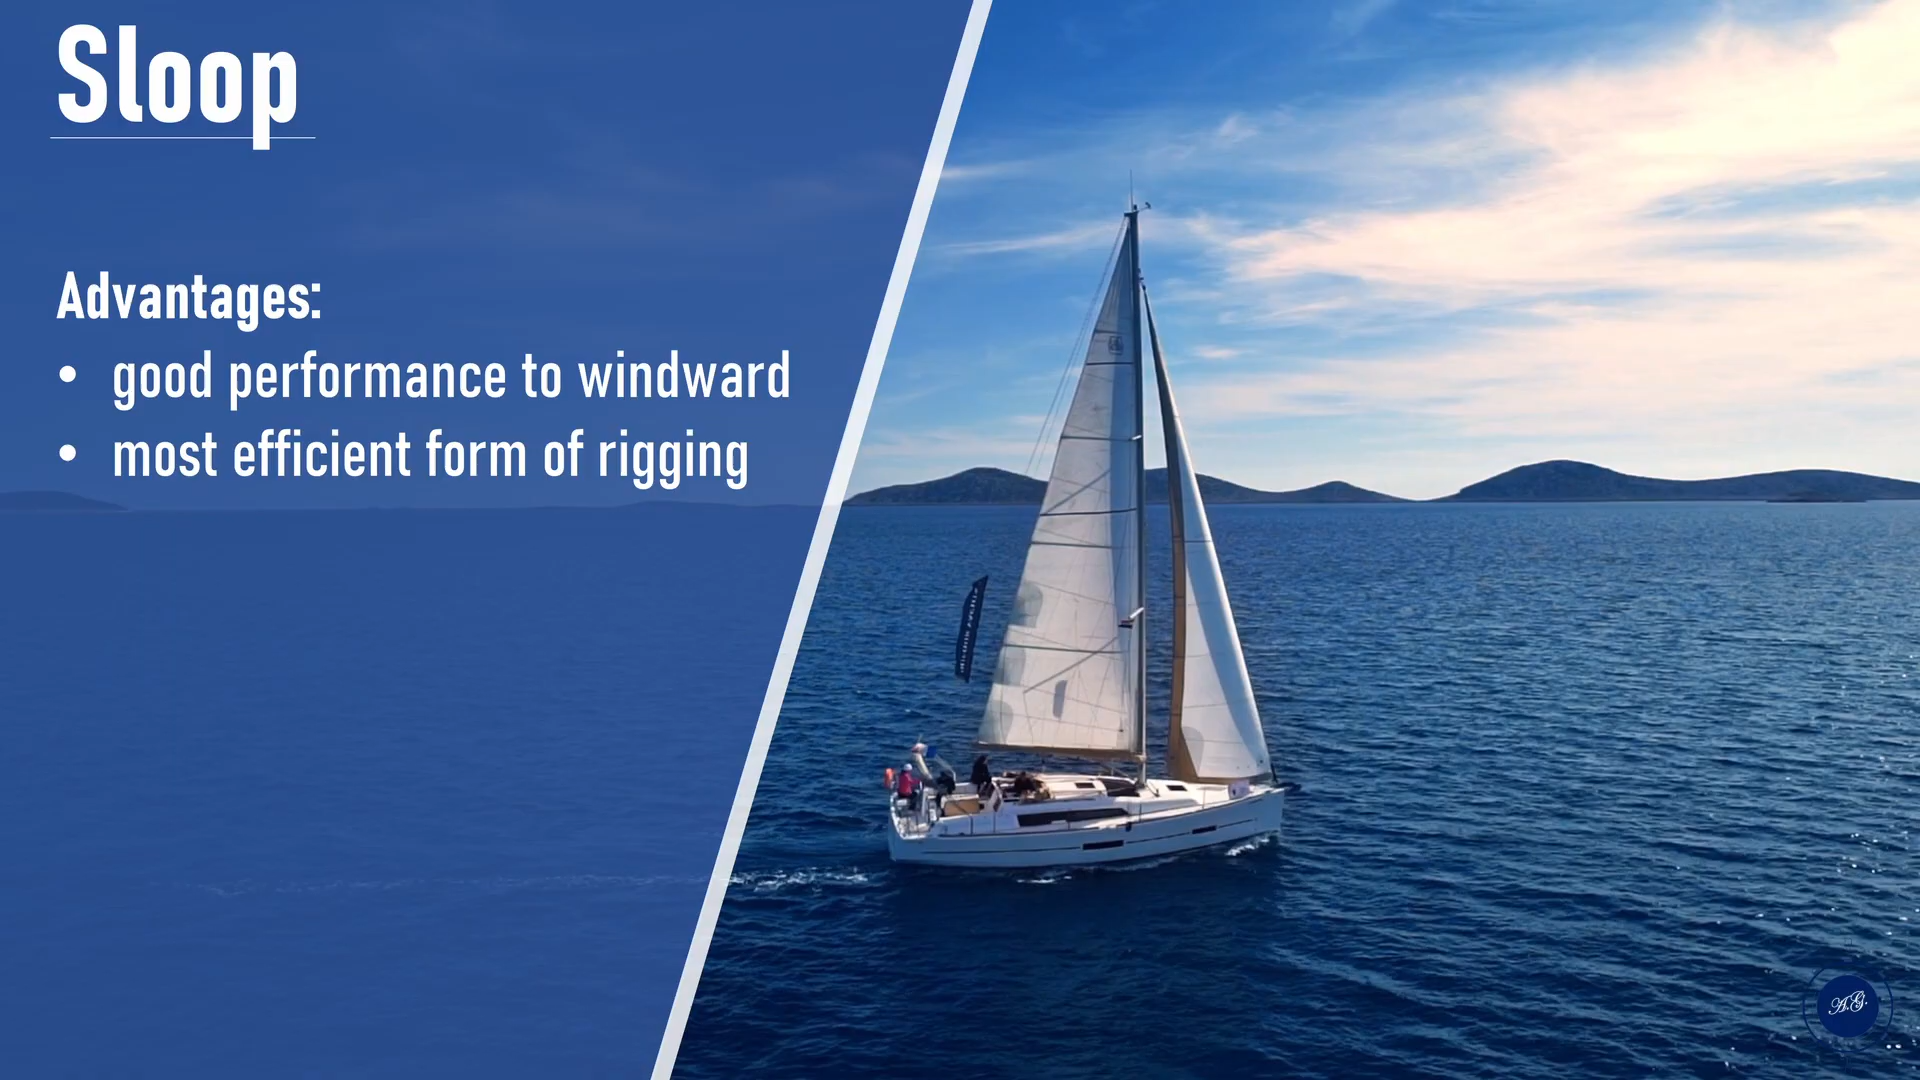 Sloop
Advantages:
• good performance to windward
• most efficient form of rigging
A.G.